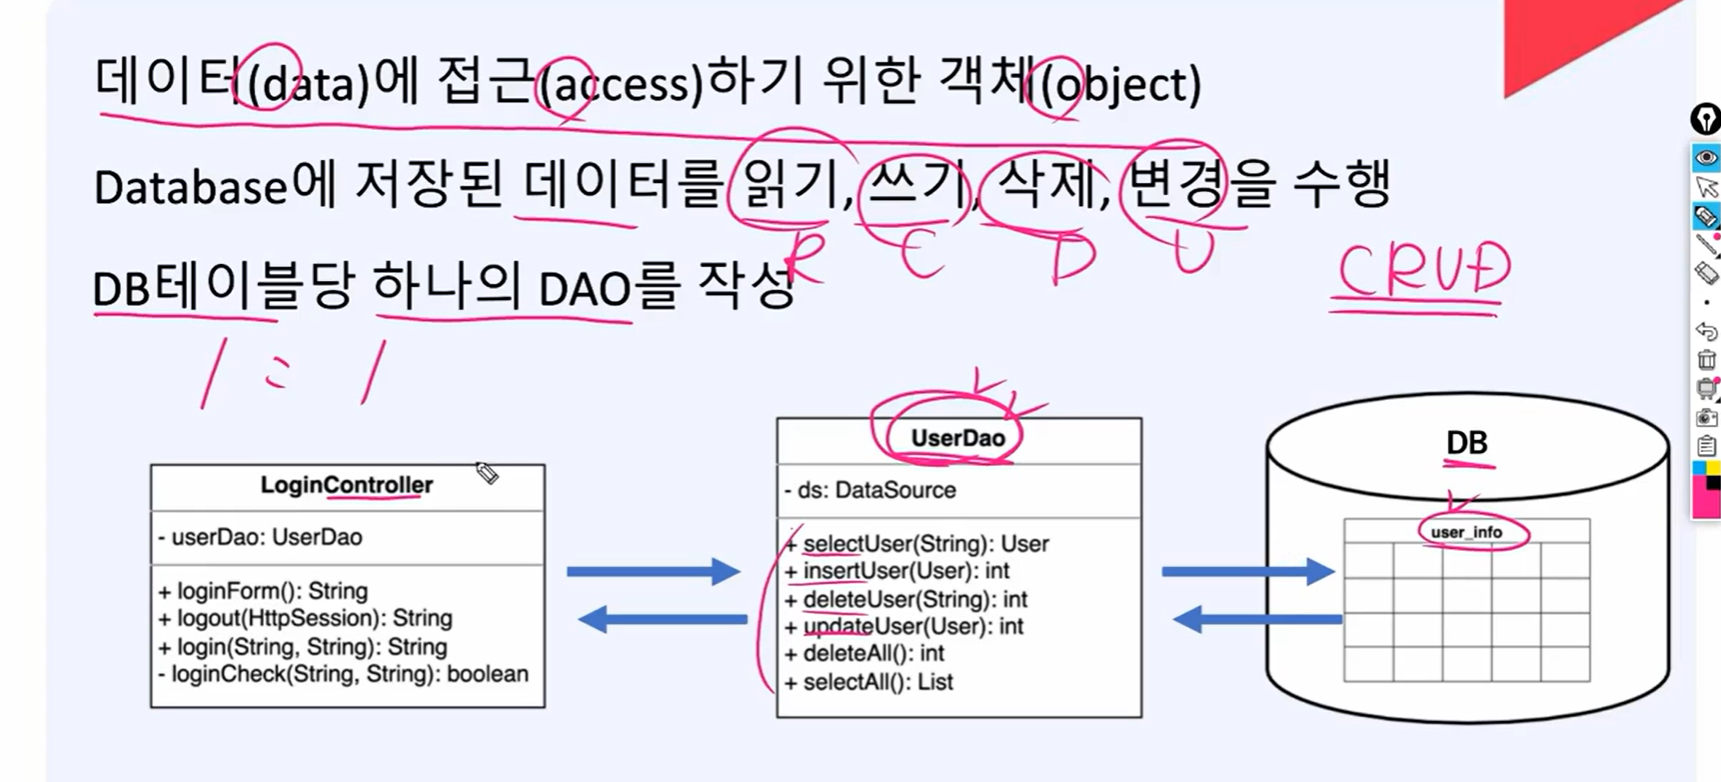 데이터(data)에 접근(access)하기 위한 객체(object)
Database에 저장된 데이터를 읽기, 쓰기, 삭제, 변경을 수행
R C D U
CRUD
DB테이블당 하나의 DAO를 작성
1 : 1
LoginController
- userDao: UserDao
+ loginForm(): String
+ logout(HttpSession): String
+ login(String, String): String
- loginCheck(String, String): boolean
UserDao
- ds: DataSource
+ selectUser(String): User
+ insertUser(User): int
+ deleteUser(String): int
+ updateUser(User): int
+ deleteAll(): int
+ selectAll(): List
DB
user_info